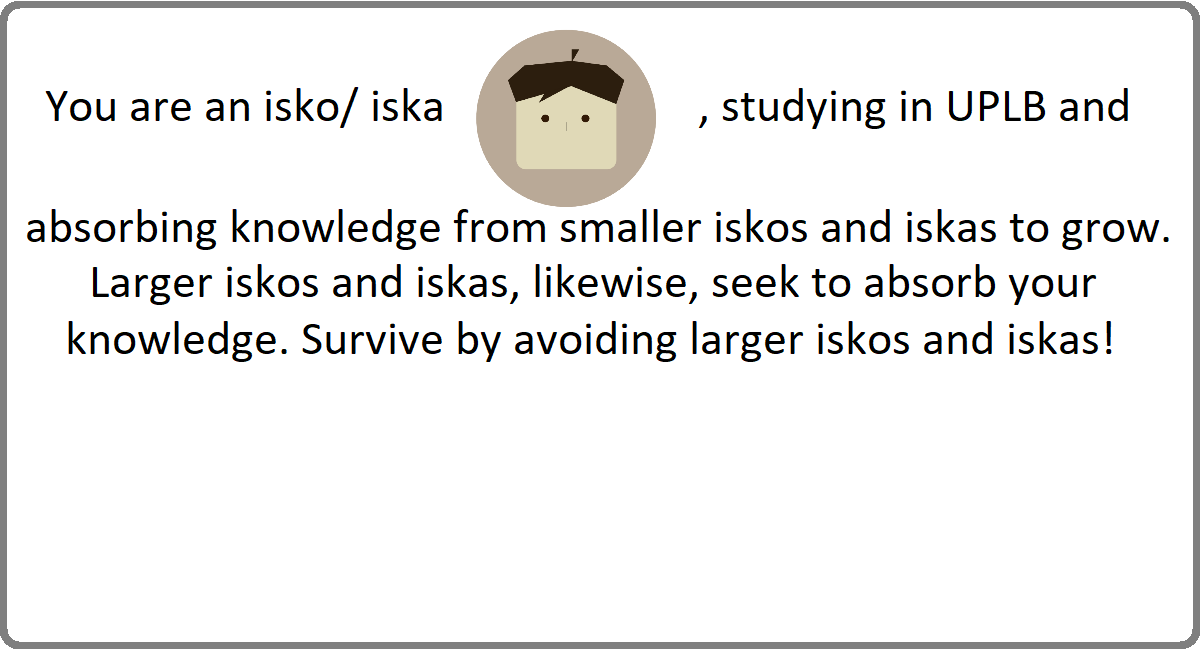 You are an isko/ iska , studying in UPLB and
absorbing knowledge from smaller iskos and iskas to grow.
Larger iskos and iskas, likewise, seek to absorb your
knowledge. Survive by avoiding larger iskos and iskas!